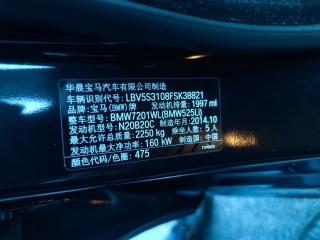 华晨宝马汽车有限公司制造
车辆识别代号: LBV5S3108FSK38821
宝马(BMW)牌 发动机排量: 1997 ml
整车型号: BMW7201WL(BMW525Li)
发动机型号: N20B20C 制造年月: 2014.10
最大允许总质量: 2250 kg 乘坐人数: 5 人
发动机最大净功率: 160 kW 制造国: 中国
颜色代码/色圈: 475